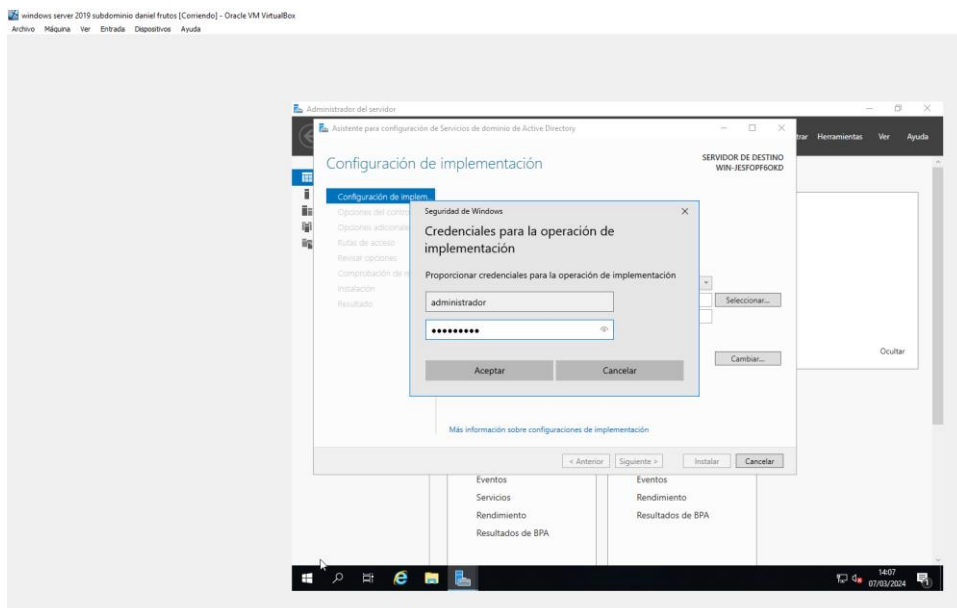 windows server 2019 subdominio daniel frutos [Corriendo] - Oracle VM VirtualBox
Archivo Máquina Ver Entrada Dispositivos Ayuda
Administrador del servidor
Asistente para configuración de Servicios de dominio de Active Directory
Herramientas Ver Ayuda
Configuración de implementación
SERVIDOR DE DESTINO
WIN-JESFOPF6OKD
Configuración de implem...
Opciones del contro
Opciones adicionale
Rutas de acceso
Revisar opciones
Comprobación de r
Instalación
Resultado
Seguridad de Windows
Credenciales para la operación de
implementación
Proporcionar credenciales para la operación de implementación
administrador
Aceptar Cancelar
Seleccionar...
Cambiar...
Ocultar
Más información sobre configuraciones de implementación
< Anterior Siguiente > Instalar Cancelar
Eventos Eventos
Servicios Rendimiento
Rendimiento Resultados de BPA
Resultados de BPA
14:07
07/03/2024